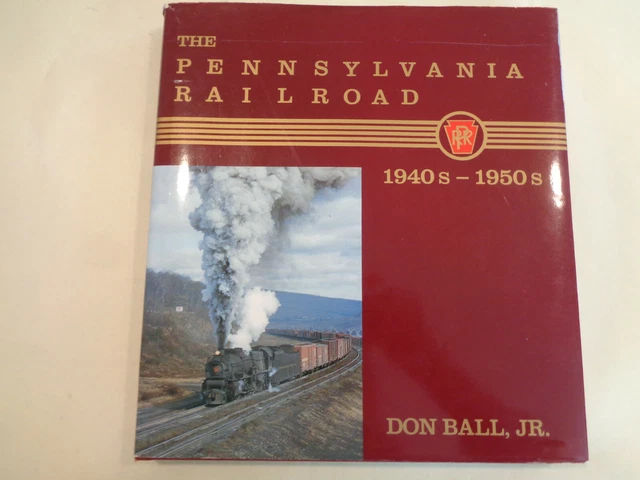 THE
PENNSYLVANIA
RAILROAD
PRR
1940s – 1950s
DON BALL, JR.